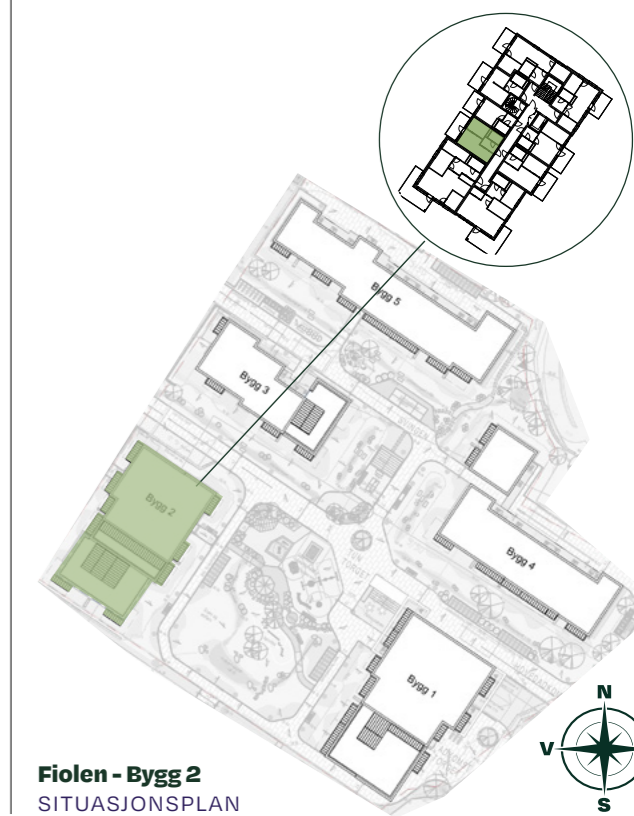 Bygg 5
Bygg 3
Bygg 2
Bygg 4
Bygg 1
N
V
S
Fiolen - Bygg 2
SITUASJONSPLAN